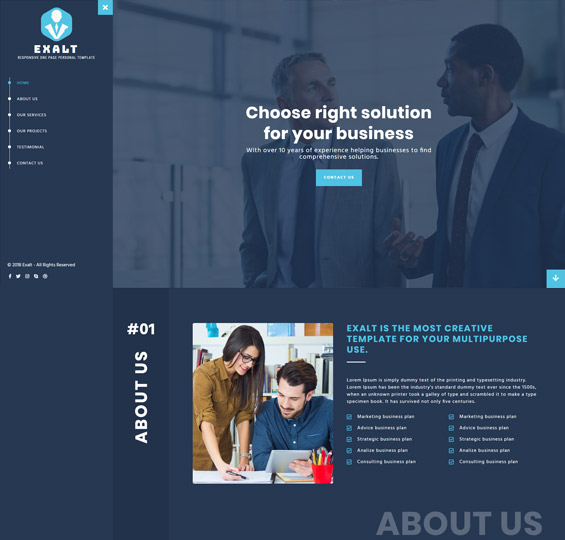 EXALT
RESPONSIVE ONE PAGE PERSONAL TEMPLATE
HOME
ABOUT US
OUR SERVICES
OUR PROJECTS
TESTIMONIAL
CONTACT US
© 2018 Exalt - All Rights Reserved
Choose right solution
for your business
With over 10 years of experience helping businesses to find
comprehensive solutions.
CONTACT US
#01
ABOUT US
EXALT IS THE MOST CREATIVE
TEMPLATE FOR YOUR MULTIPURPOSE
USE.
Lorem Ipsum is simply dummy text of the printing and typesetting industry.
Lorem Ipsum has been the industry's standard dummy text ever since the 1500s,
when an unknown printer took a galley of type and scrambled it to make a type
specimen book. It has survived not only five centuries.
Marketing business plan
Advice business plan
Strategic business plan
Analize business plan
Consulting business plan
Marketing business plan
Advice business plan
Strategic business plan
Analize business plan
Consulting business plan
ABOUT US